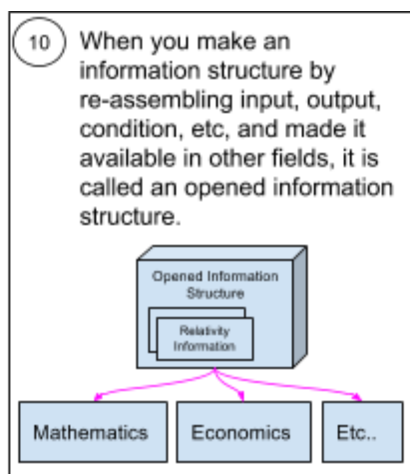 10
When you make an
information structure by
re-assembling input, output,
condition, etc, and made it
available in other fields, it is
called an opened information
structure.
Opened Information
Structure
Relativity
Information
Mathematics
Economics
Etc..